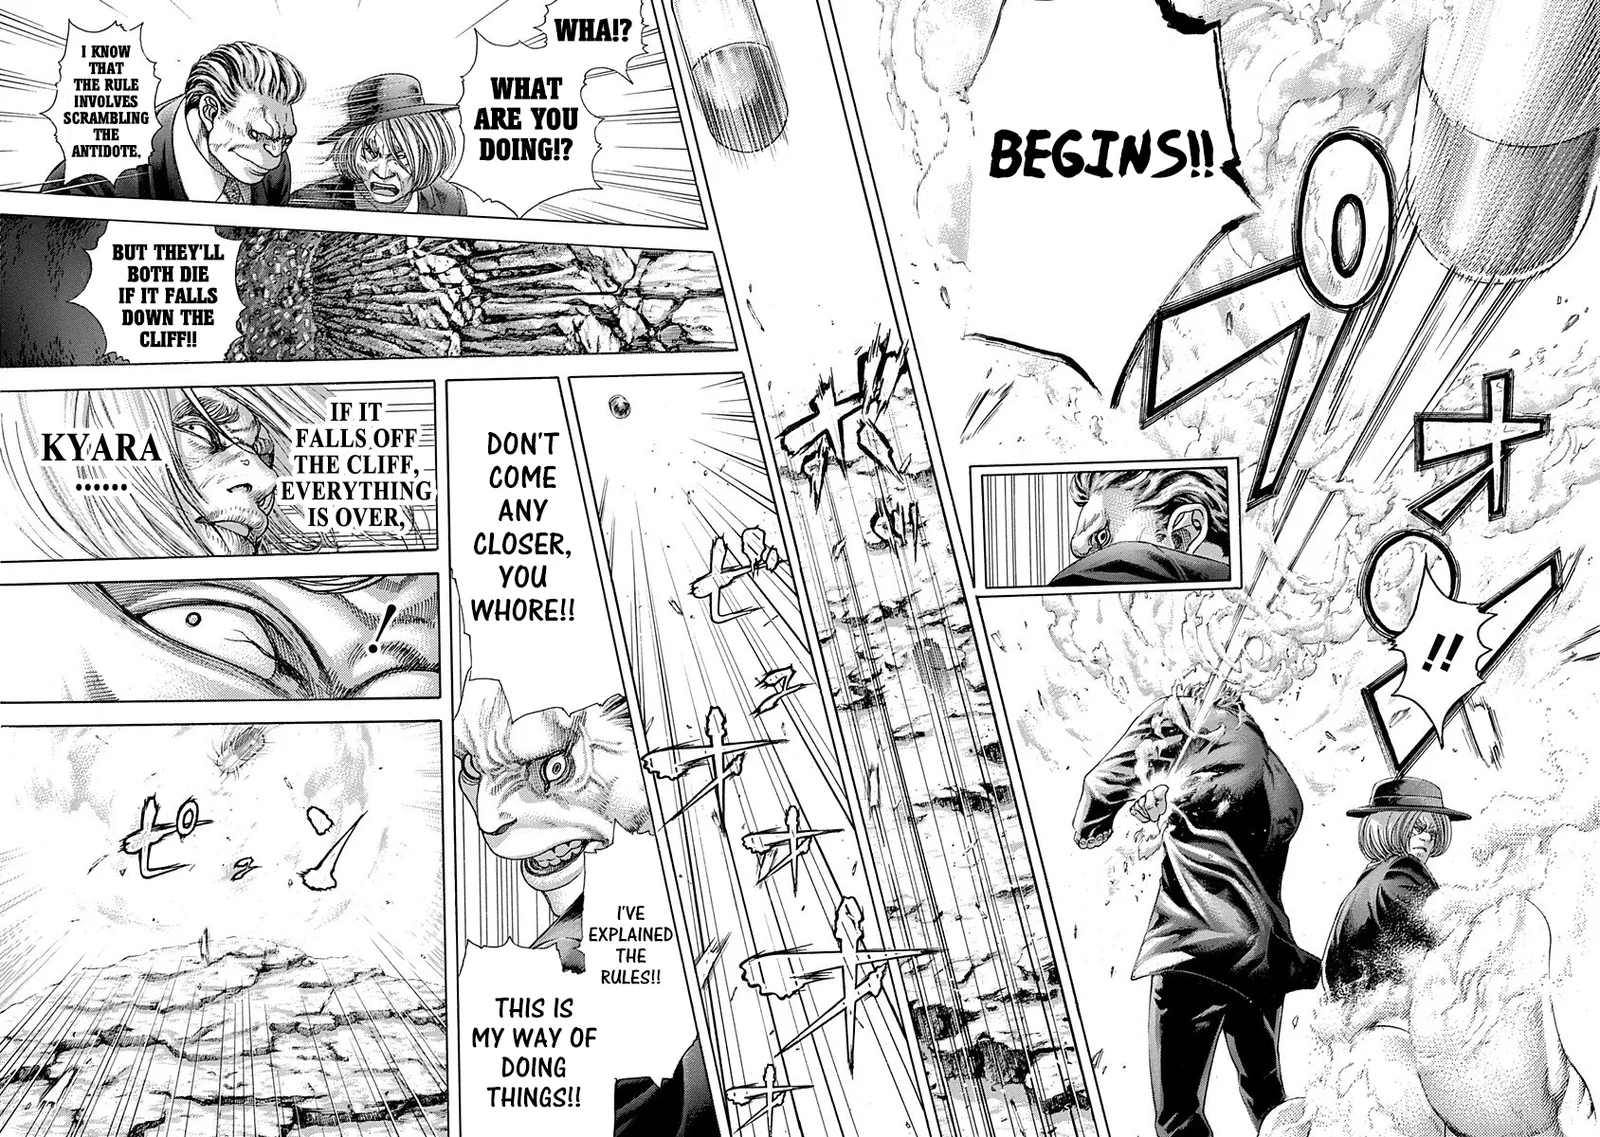 BEGINS!!
!!
WHA!?
WHAT
ARE YOU
DOING!?
I KNOW
THAT
THE RULE
INVOLVES
SCRAMBLING
THE
ANTIDOTE,
BUT THEY'LL
BOTH DIE
IF IT FALLS
DOWN THE
CLIFF!!
DON'T
COME
ANY
CLOSER,
YOU
WHORE!!
I'VE
EXPLAINED
THE
RULES!!
THIS IS
MY WAY OF
DOING
THINGS!!
IF IT
FALLS OFF
THE CLIFF,
EVERYTHING
IS OVER,
KYARA
......
!
ピン